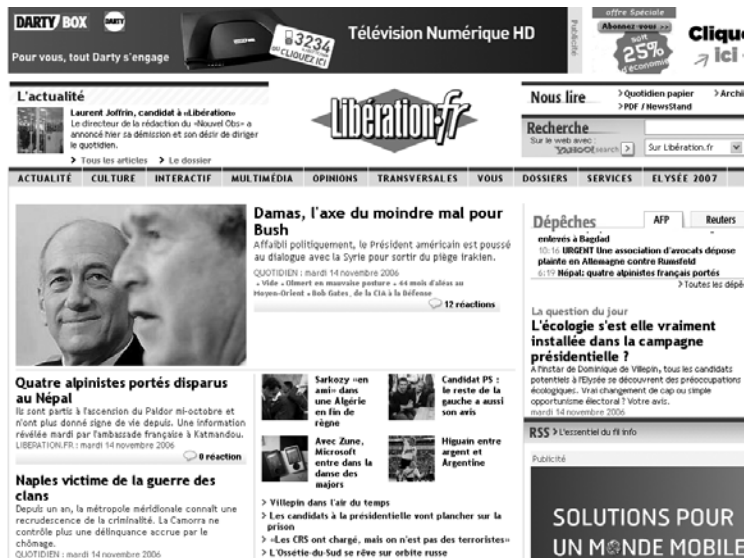 DARTY BOX DARTY
Pour vous, tout Darty s'engage
3234
OU CLIQUEZ ICI
Télévision Numérique HD
Publicité
offre Spéciale
Abonnez-vous >>
soit
25%
d'économie
Cliqu
ici
L'actualité
Laurent Joffrin, candidat à «Libération»
Le directeur de la rédaction du «Nouvel Obs» a
annoncé hier sa démission et son désir de diriger
le quotidien.
> Tous les articles > Le dossier
Libération.fr
Nous lire
> Quotidien papier > Archi
> PDF / NewsStand
Recherche
Sur le web avec :
YAHOO! search >
Sur Libération.fr
ACTUALITÉ CULTURE INTERACTIF MULTIMÉDIA OPINIONS TRANSVERSALES VOUS DOSSIERS SERVICES ELYSÉE 2007
Damas, l'axe du moindre mal pour
Bush
Affaibli politiquement, le Président américain est poussé
au dialogue avec la Syrie pour sortir du piège irakien.
QUOTIDIEN : mardi 14 novembre 2006
• Vide • Olmert en mauvaise posture • 44 mois d'aléas au
Moyen-Orient • Bob Gates, de la CIA à la Défense
12 réactions
Quatre alpinistes portés disparus
au Népal
Ils sont partis à l'ascension du Paldor mi-octobre et
n'ont plus donné signe de vie depuis. Une information
révélée mardi par l'ambassade française à Katmandou.
LIBERATION.FR : mardi 14 novembre 2006
0 réaction
Naples victime de la guerre des
clans
Depuis un an, la métropole méridionale connaît une
recrudescence de la criminalité. La Camorra ne
contrôle plus une délinquance accrue par le
chômage.
QUOTIDIEN : mardi 14 novembre 2006
Sarkozy «en
ami» dans
une Algérie
en fin de
règne
Candidat PS :
le reste de la
gauche a aussi
son avis
Avec Zune,
Microsoft
entre dans la
danse des
majors
Higuain entre
argent et
Argentine
> Villepin dans l'air du temps
> Les candidats à la présidentielle vont plancher sur la
prison
> «Les CRS ont chargé, mais on n'est pas des terroristes»
> L'Ossétie-du-Sud se rêve sur orbite russe
Dépêches
AFP Reuters
enlevés à Bagdad
10:16 URGENT Une association d'avocats dépose
plainte en Allemagne contre Rumsfeld
6:19 Népal: quatre alpinistes français portés
> Toutes les dépê
La question du jour
L'écologie s'est elle vraiment
installée dans la campagne
présidentielle ?
A l'instar de Dominique de Villepin, tous les candidats
potentiels à l'Elysée se découvrent des préoccupations
écologiques. Vrai changement de cap ou simple
opportunisme électoral ? Votre avis.
mardi 14 novembre 2006
RSS > L'essentiel du fil info
Publicité
SOLUTIONS POUR
UN MONDE MOBILE